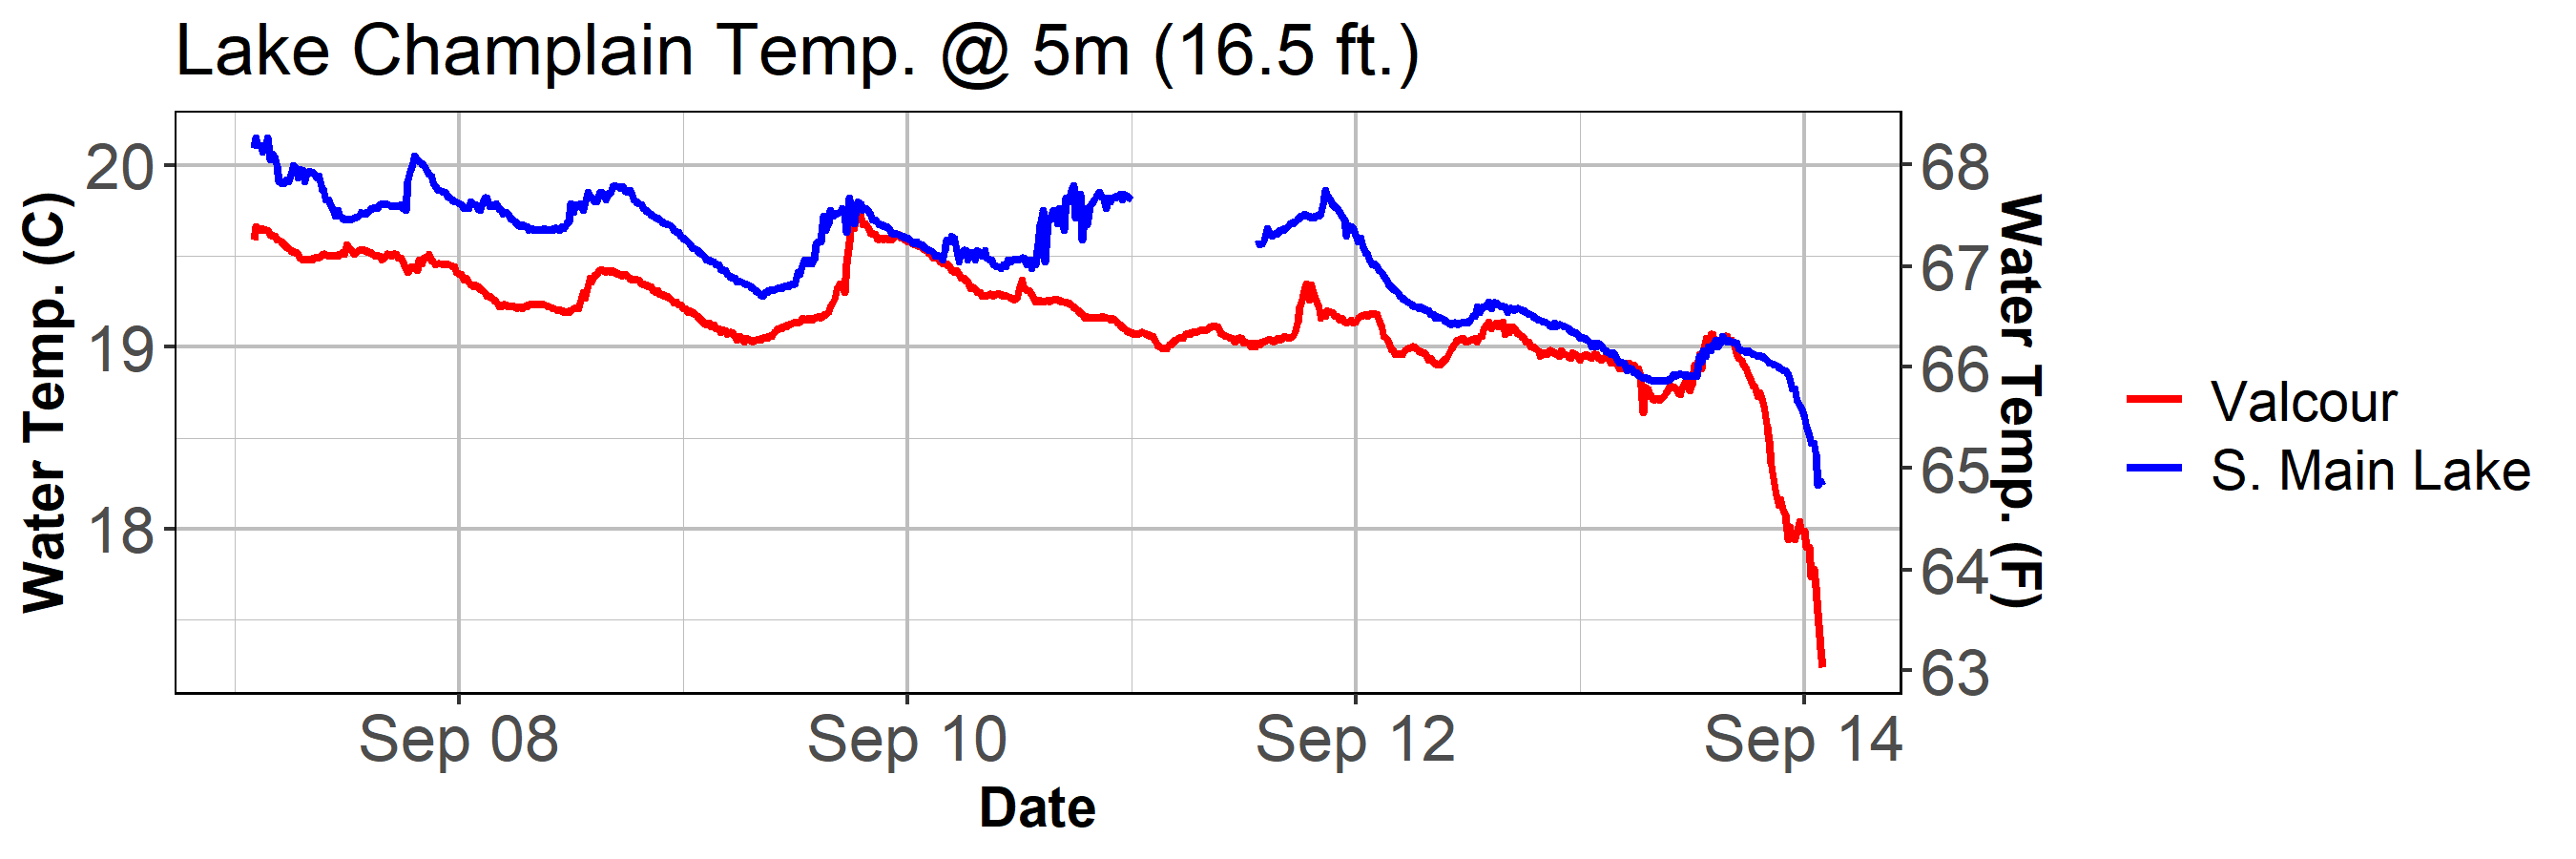 Lake Champlain Temp. @ 5m (16.5 ft.)
Water Temp. (C)
20
19
18
68
67
66
65
64
63
Water Temp. (F)
Sep 08
Sep 10
Sep 12
Sep 14
Date
Valcour
S. Main Lake